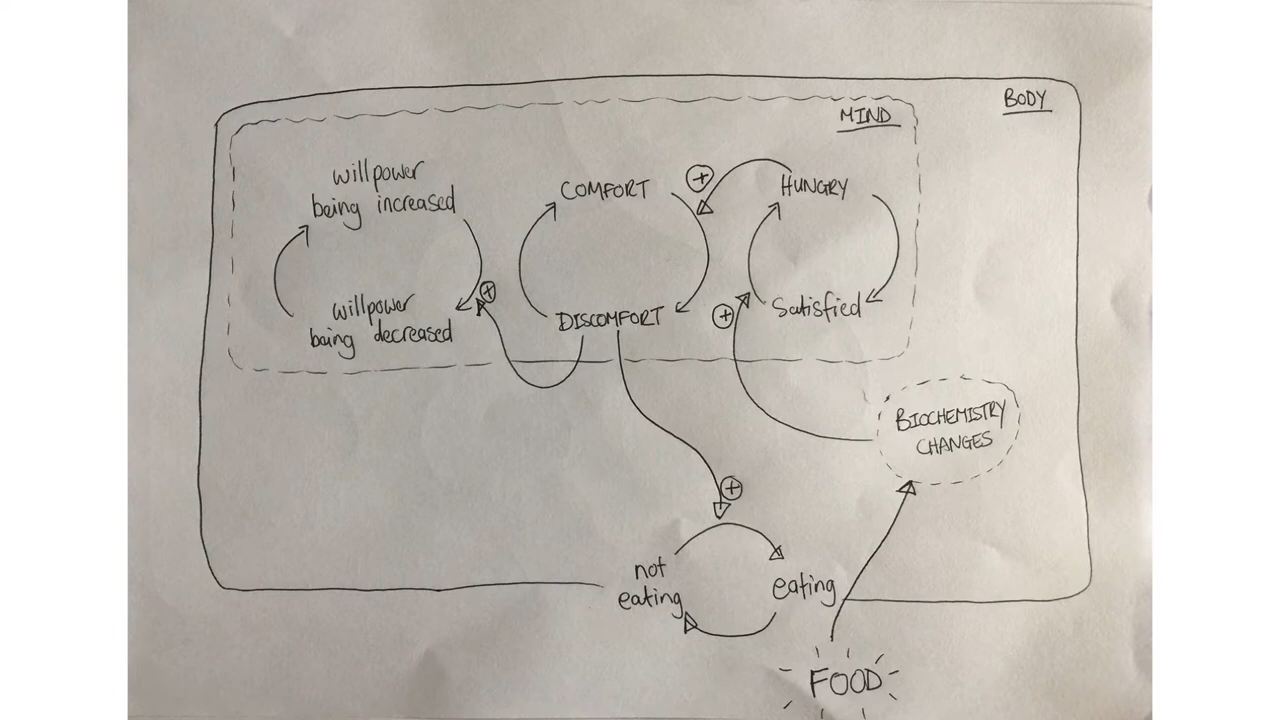 BODY
MIND
willpower
being increased
COMFORT
+
HUNGRY
willpower
being decreased
+
DISCOMFORT
+
Satisfied
BIOCHEMISTRY
CHANGES
+
not
eating
eating
FOOD